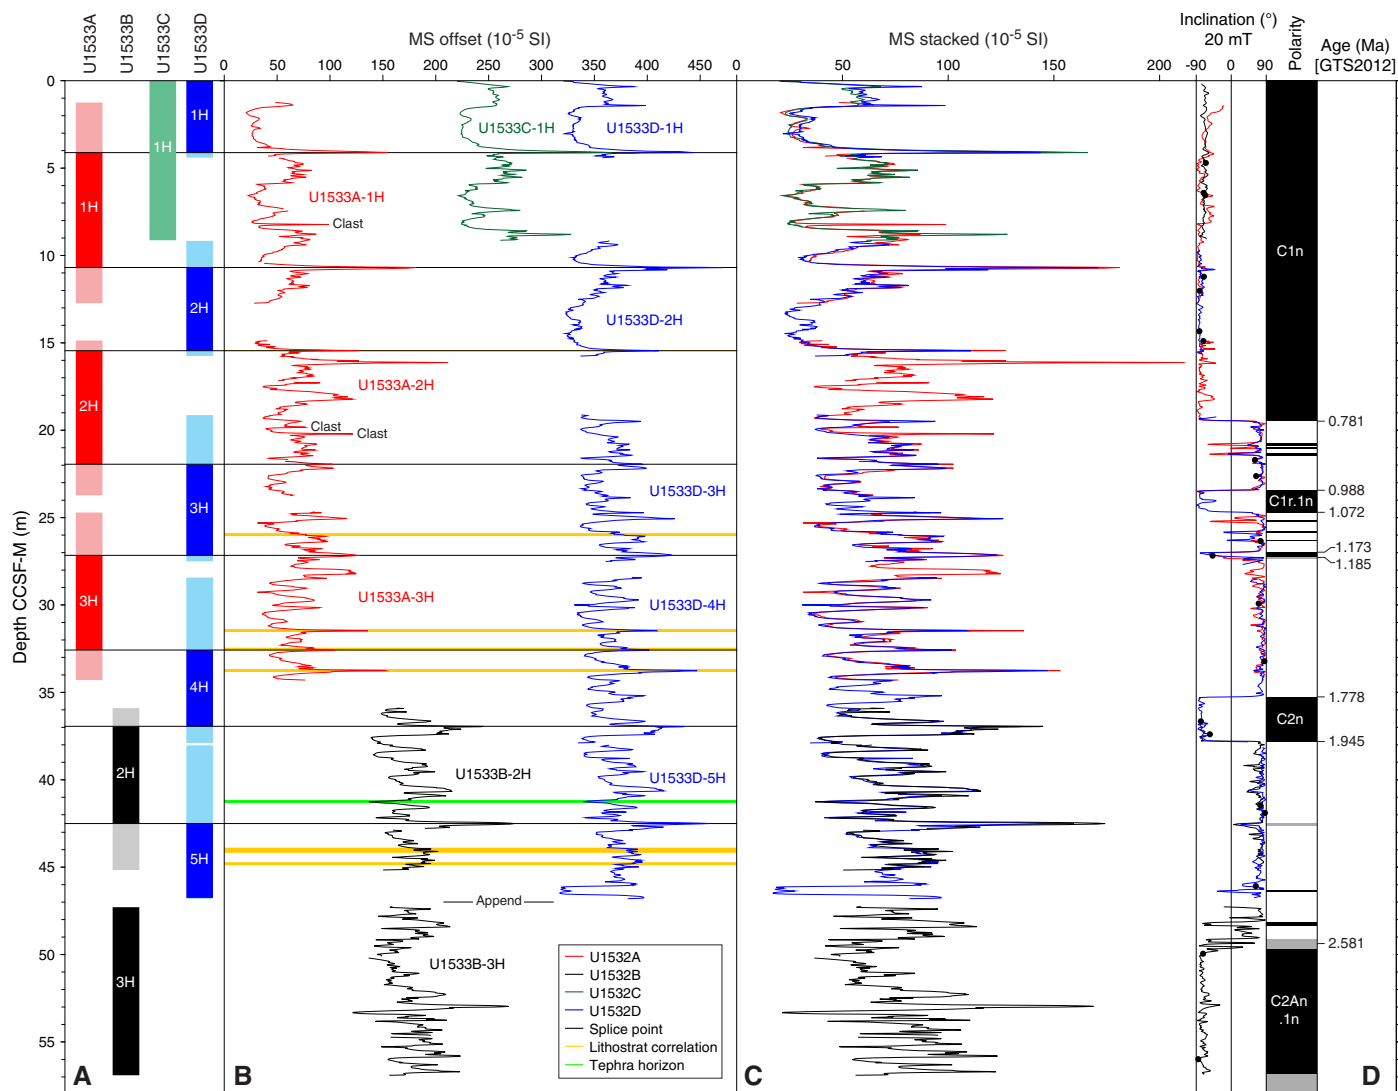 U1533A
U1533B
U1533C
U1533D
MS offset (10-5 SI)
MS stacked (10-5 SI)
Inclination (°)
20 mT
Polarity
Age (Ma)
[GTS2012]
0 50 100 150 200 250 300 350 400 450 0
50 100 150 200
-90 0 90
Depth CCSF-M (m)
0
5
10
15
20
25
30
35
40
45
50
55
1H
2H
3H
2H
3H
1H
1H
2H
3H
4H
5H
U1533C-1H
U1533D-1H
U1533A-1H
Clast
U1533D-2H
U1533A-2H
Clast
Clast
U1533D-3H
U1533A-3H
U1533D-4H
U1533B-2H
U1533D-5H
Append
U1533B-3H
U1532A
U1532B
U1532C
U1532D
Splice point
Lithostrat correlation
Tephra horizon
C1n
C1r.1n
C2n
C2An
.1n
0.781
0.988
1.072
1.173
1.185
1.778
1.945
2.581
A
B
C
D